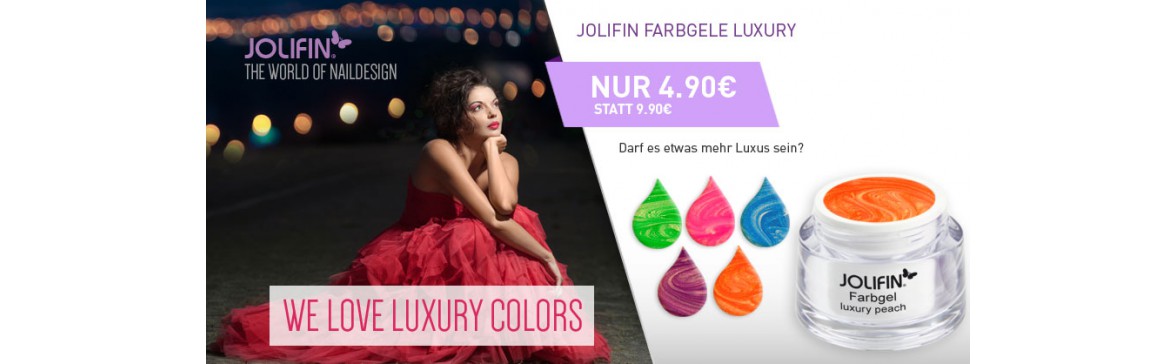 JOLIFIN
THE WORLD OF NAILDESIGN
WE LOVE LUXURY COLORS
JOLIFIN FARBGELE LUXURY
NUR 4.90€
STATT 9.90€
Darf es etwas mehr Luxus sein?
JOLIFIN
Farbgel
luxury peach